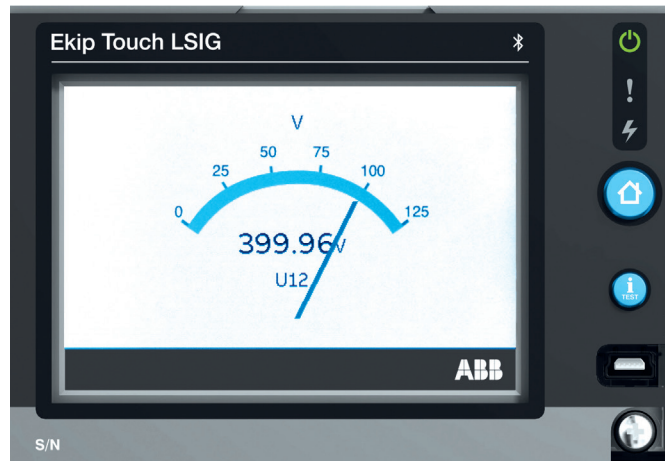 Ekip Touch LSIG
V
50 75
25 100
0 125
399.96V
U12
ABB
i
TEST
S/N